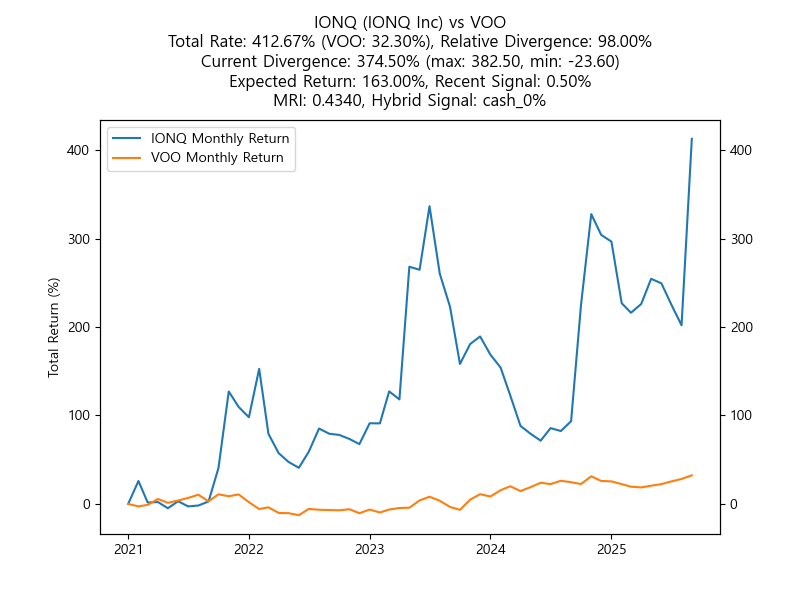 IONQ (IONQ Inc) vs VOO
Total Rate: 412.67% (VOO: 32.30%), Relative Divergence: 98.00%
Current Divergence: 374.50% (max: 382.50, min: -23.60)
Expected Return: 163.00%, Recent Signal: 0.50%
MRI: 0.4340, Hybrid Signal: cash_0%
IONQ Monthly Return
VOO Monthly Return
Total Return (%)
400
300
200
100
0
400
300
200
100
0
2021
2022
2023
2024
2025